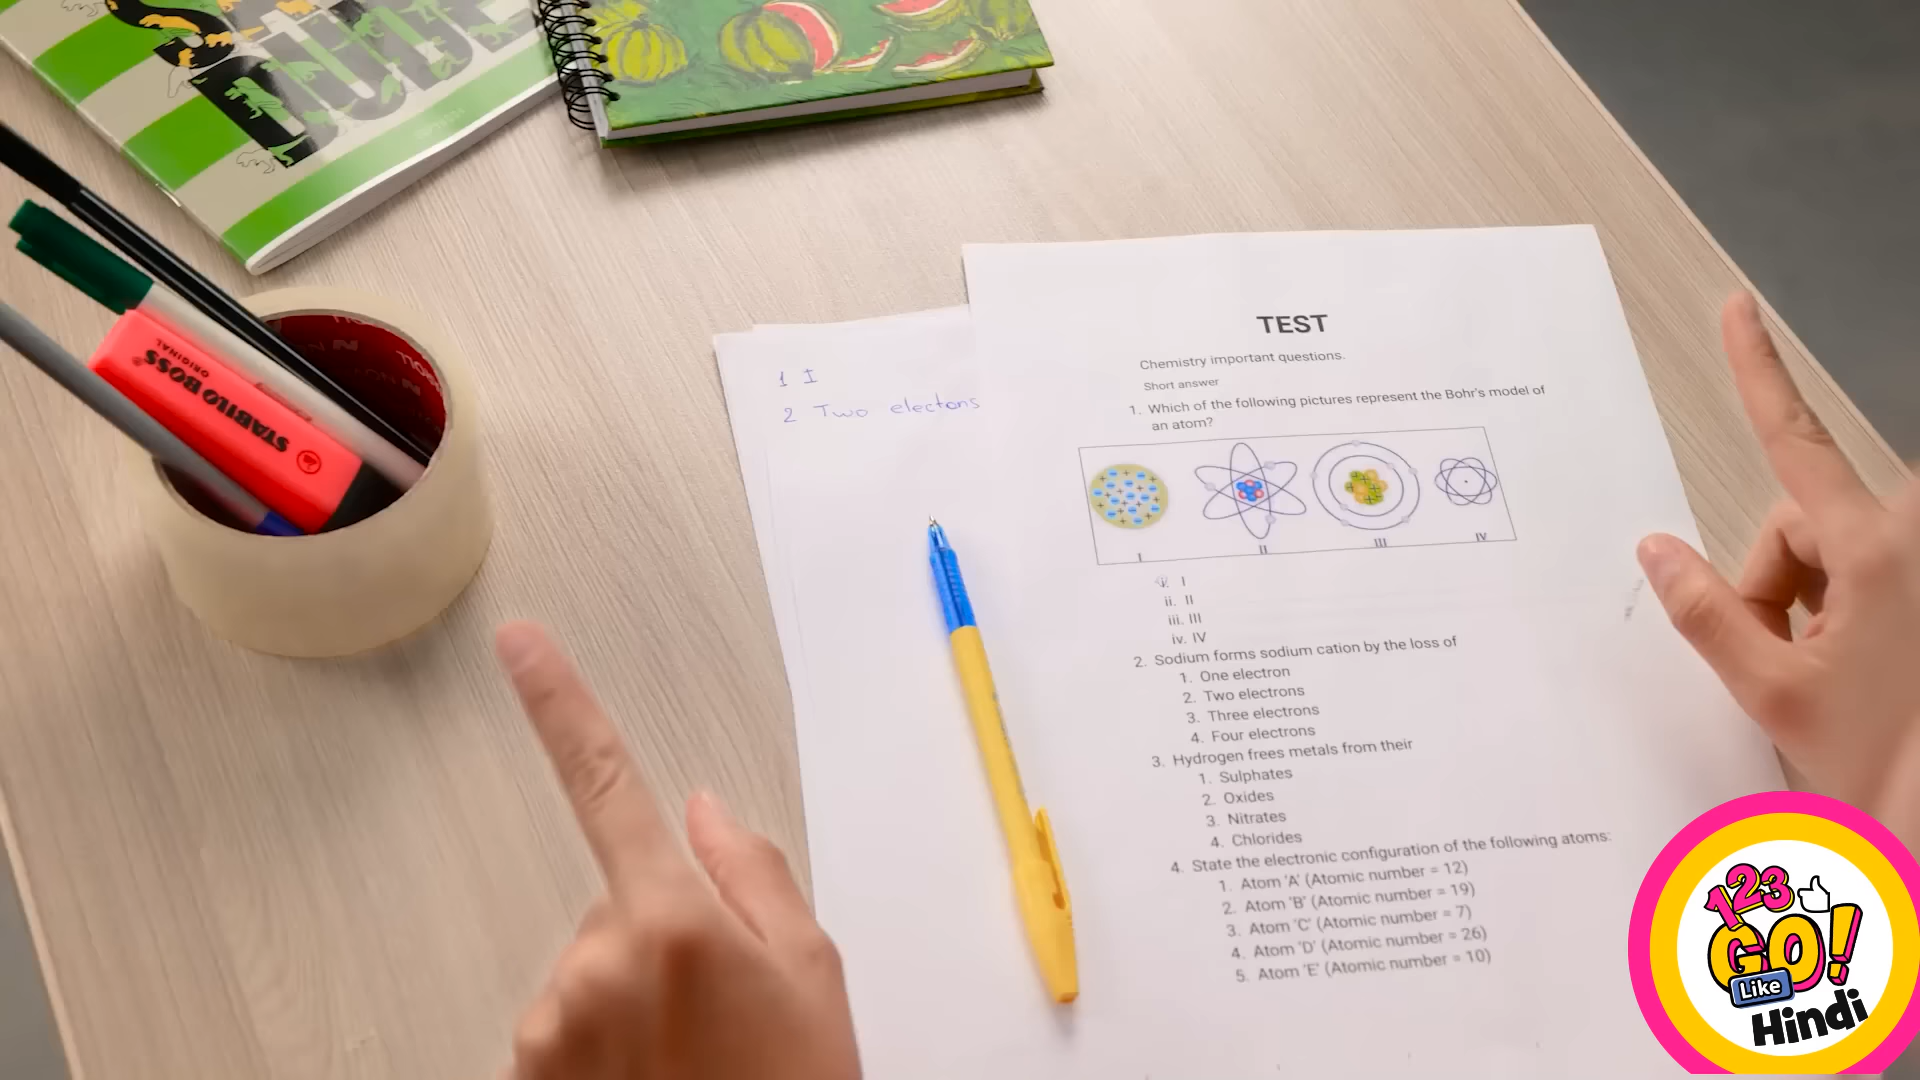 STABILO BOSS
ORIGINAL
1 I
2 Two electons
TEST
Chemistry important questions.
Short answer
1. Which of the following pictures represent the Bohr's model of
an atom?
I
II
III
IV
I
ii. II
iii. III
iv. IV
2. Sodium forms sodium cation by the loss of
1. One electron
2. Two electrons
3. Three electrons
4. Four electrons
3. Hydrogen frees metals from their
1. Sulphates
2. Oxides
3. Nitrates
4. Chlorides
4. State the electronic configuration of the following atoms:
1. Atom 'A' (Atomic number = 12)
2. Atom 'B' (Atomic number = 19)
3. Atom 'C' (Atomic number = 7)
4. Atom 'D' (Atomic number = 26)
5. Atom 'E' (Atomic number = 10)
123
GO!
Like
Hindi